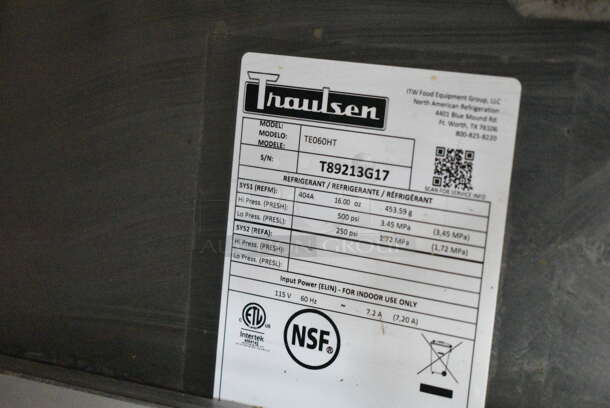 Traulsen
ITW Food Equipment Group, LLC
North American Refrigeration
4401 Blue Mound Rd.
Ft. Worth, TX 76106
800-825-8220
MODEL:
MODELO: TE060HT
MODELE:
S/N: T89213G17
SCAN FOR SERVICE INFO
REFRIGERANT / REFRIGERANTE / RÉFRIGÉRANT
SYS1 (REFM): 404A 16.00 oz 453.59 g
Hi Press. (PRESH): 500 psi 3.45 MPa (3,45 MPa)
Lo Press. (PRESL): 250 psi 1.72 MPa (1,72 MPa)
SYS2 (REFA):
Hi Press. (PRESH):
Lo Press. (PRESL):
Input Power (ELIN) - FOR INDOOR USE ONLY
115 V 60 Hz ~ 7.2 A (7,20 A)
ETL
us
Intertek
NSF®